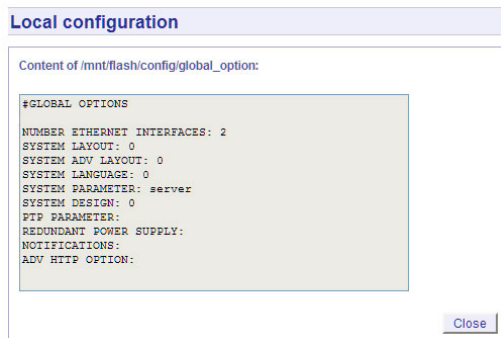 Local configuration
Content of /mnt/flash/config/global_option:
#GLOBAL OPTIONS
NUMBER ETHERNET INTERFACES: 2
SYSTEM LAYOUT: 0
SYSTEM ADV LAYOUT: 0
SYSTEM LANGUAGE: 0
SYSTEM PARAMETER: server
SYSTEM DESIGN: 0
PTP PARAMETER:
REDUNDANT POWER SUPPLY:
NOTIFICATIONS:
ADV HTTP OPTION:
Close